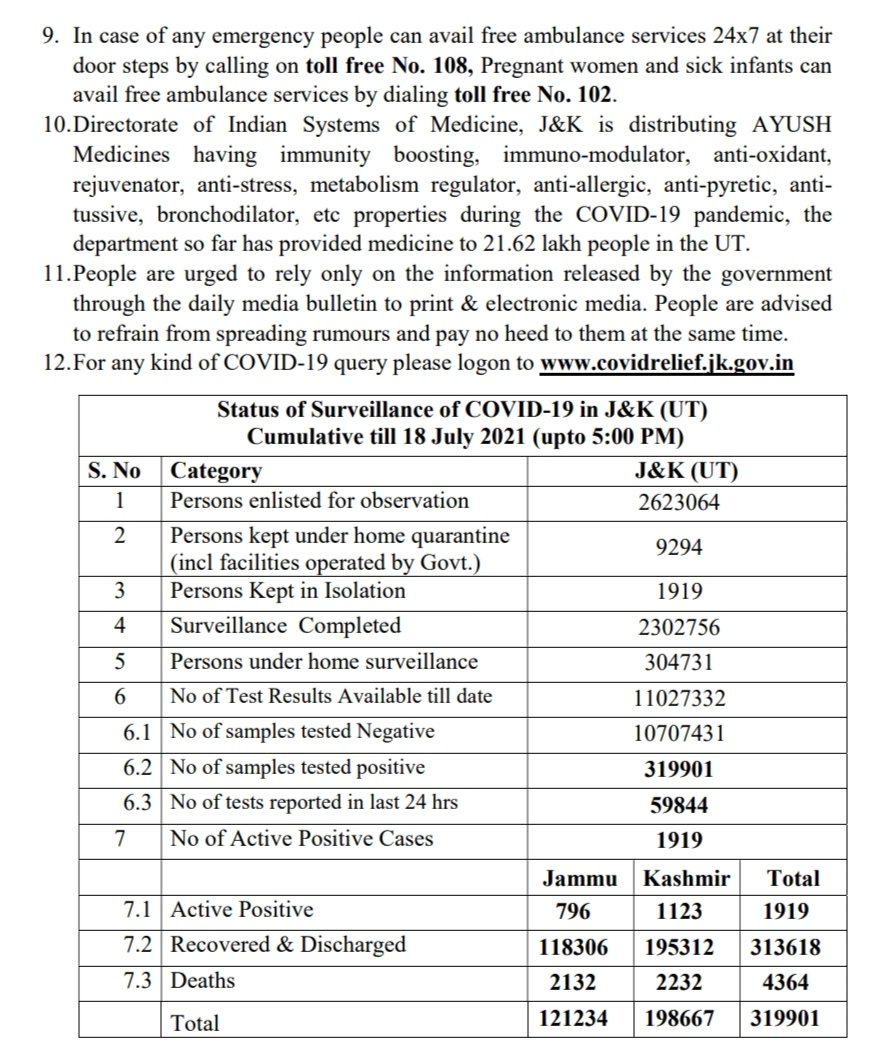 9. In case of any emergency people can avail free ambulance services 24x7 at their
door steps by calling on toll free No. 108, Pregnant women and sick infants can
avail free ambulance services by dialing toll free No. 102.
10.Directorate of Indian Systems of Medicine, J&K is distributing AYUSH
Medicines having immunity boosting, immuno-modulator, anti-oxidant,
rejuvenator, anti-stress, metabolism regulator, anti-allergic, anti-pyretic, anti-
tussive, bronchodilator, etc properties during the COVID-19 pandemic, the
department so far has provided medicine to 21.62 lakh people in the UT.
11.People are urged to rely only on the information released by the government
through the daily media bulletin to print & electronic media. People are advised
to refrain from spreading rumours and pay no heed to them at the same time.
12.For any kind of COVID-19 query please logon to www.covidrelief.jk.gov.in
Status of Surveillance of COVID-19 in J&K (UT)
Cumulative till 18 July 2021 (upto 5:00 PM)
S. No Category J&K (UT)
1 Persons enlisted for observation 2623064
2 Persons kept under home quarantine
(incl facilities operated by Govt.) 9294
3 Persons Kept in Isolation 1919
4 Surveillance Completed 2302756
5 Persons under home surveillance 304731
6 No of Test Results Available till date 11027332
6.1 No of samples tested Negative 10707431
6.2 No of samples tested positive 319901
6.3 No of tests reported in last 24 hrs 59844
7 No of Active Positive Cases 1919
Jammu Kashmir Total
7.1 Active Positive 796 1123 1919
7.2 Recovered & Discharged 118306 195312 313618
7.3 Deaths 2132 2232 4364
Total 121234 198667 319901